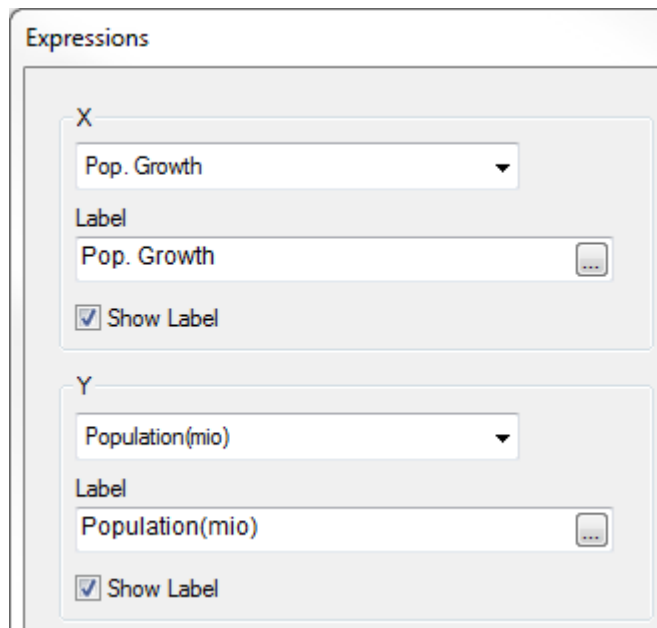 Expressions
X
Pop. Growth
Label
Pop. Growth
...
Show Label
Y
Population(mio)
Label
Population(mio)
...
Show Label